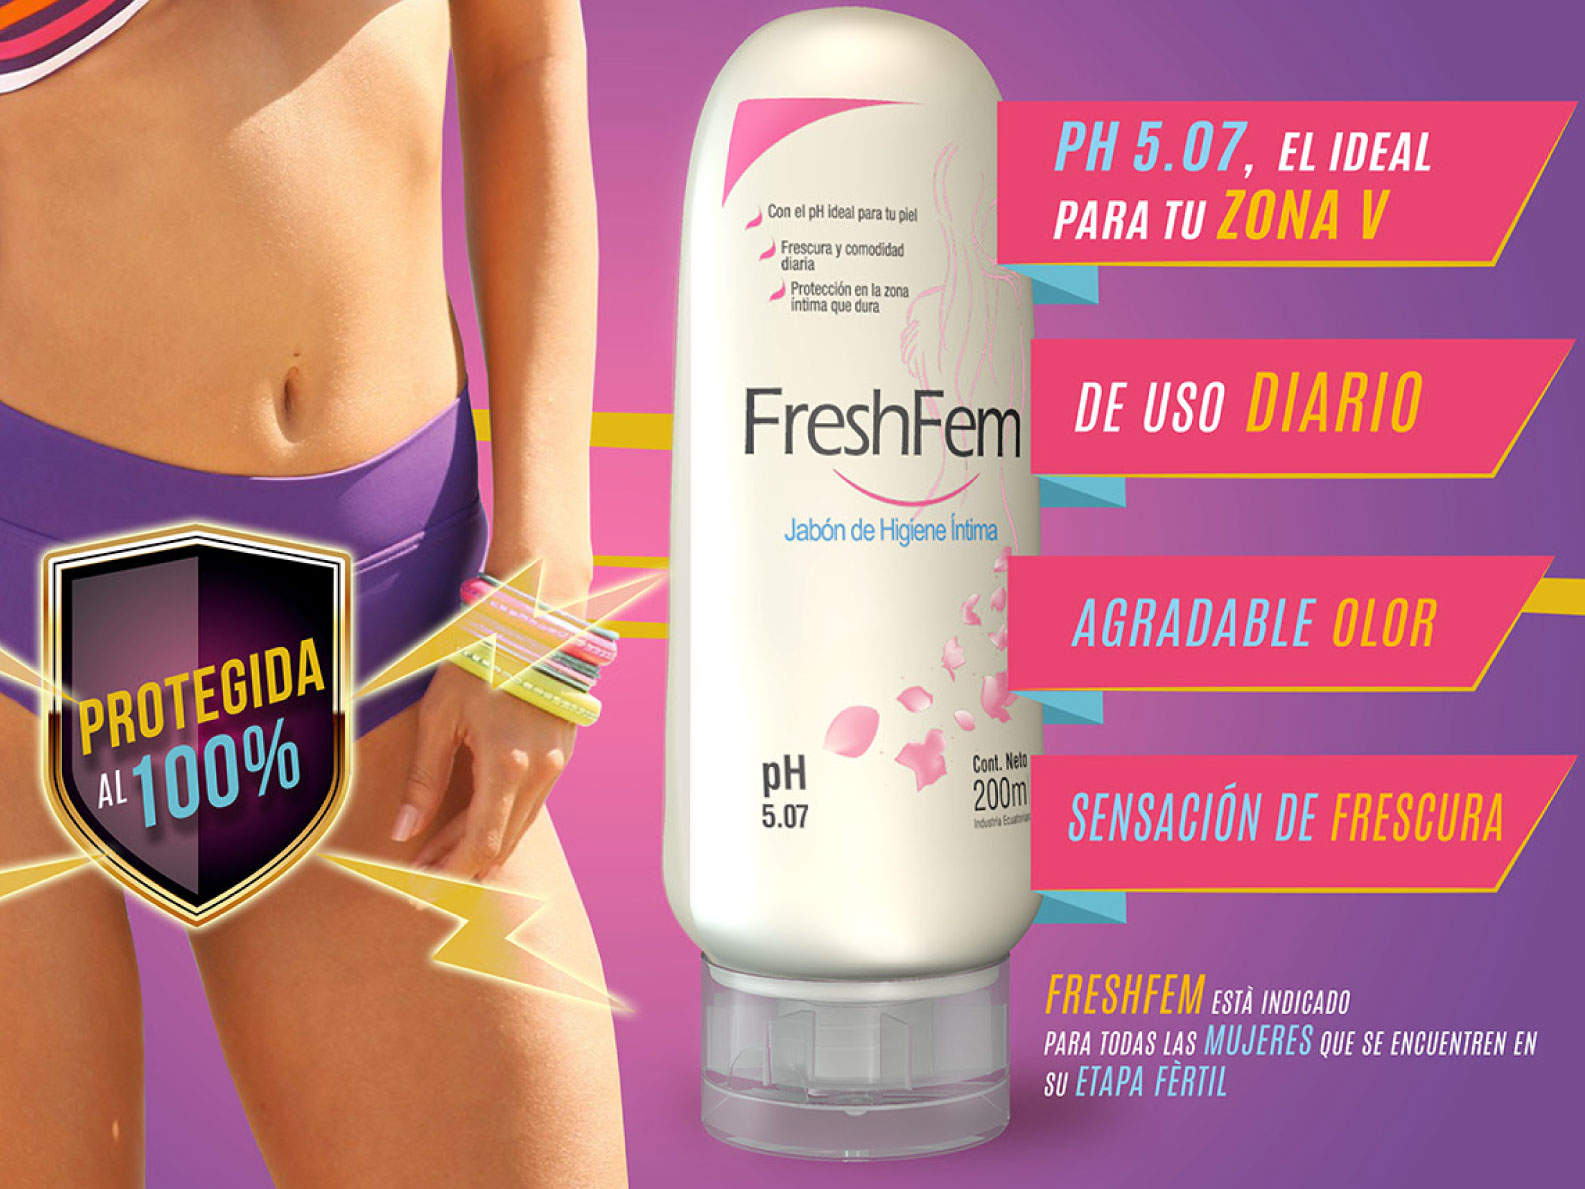 Con el pH ideal para tu piel
Frescura y comodidad
diaria
Protección en la zona
íntima que dura
FreshFem
Jabón de Higiene Íntima
pH
5.07
Cont. Neto
200m
Industria
PROTEGIDA
AL 100%
PH 5.07, EL IDEAL
PARA TU ZONA V
DE USO DIARIO
AGRADABLE OLOR
SENSACIÓN DE FRESCURA
FRESHFEM ESTÀ INDICADO
PARA TODAS LAS MUJERES QUE SE ENCUENTREN EN
SU ETAPA FÈRTIL